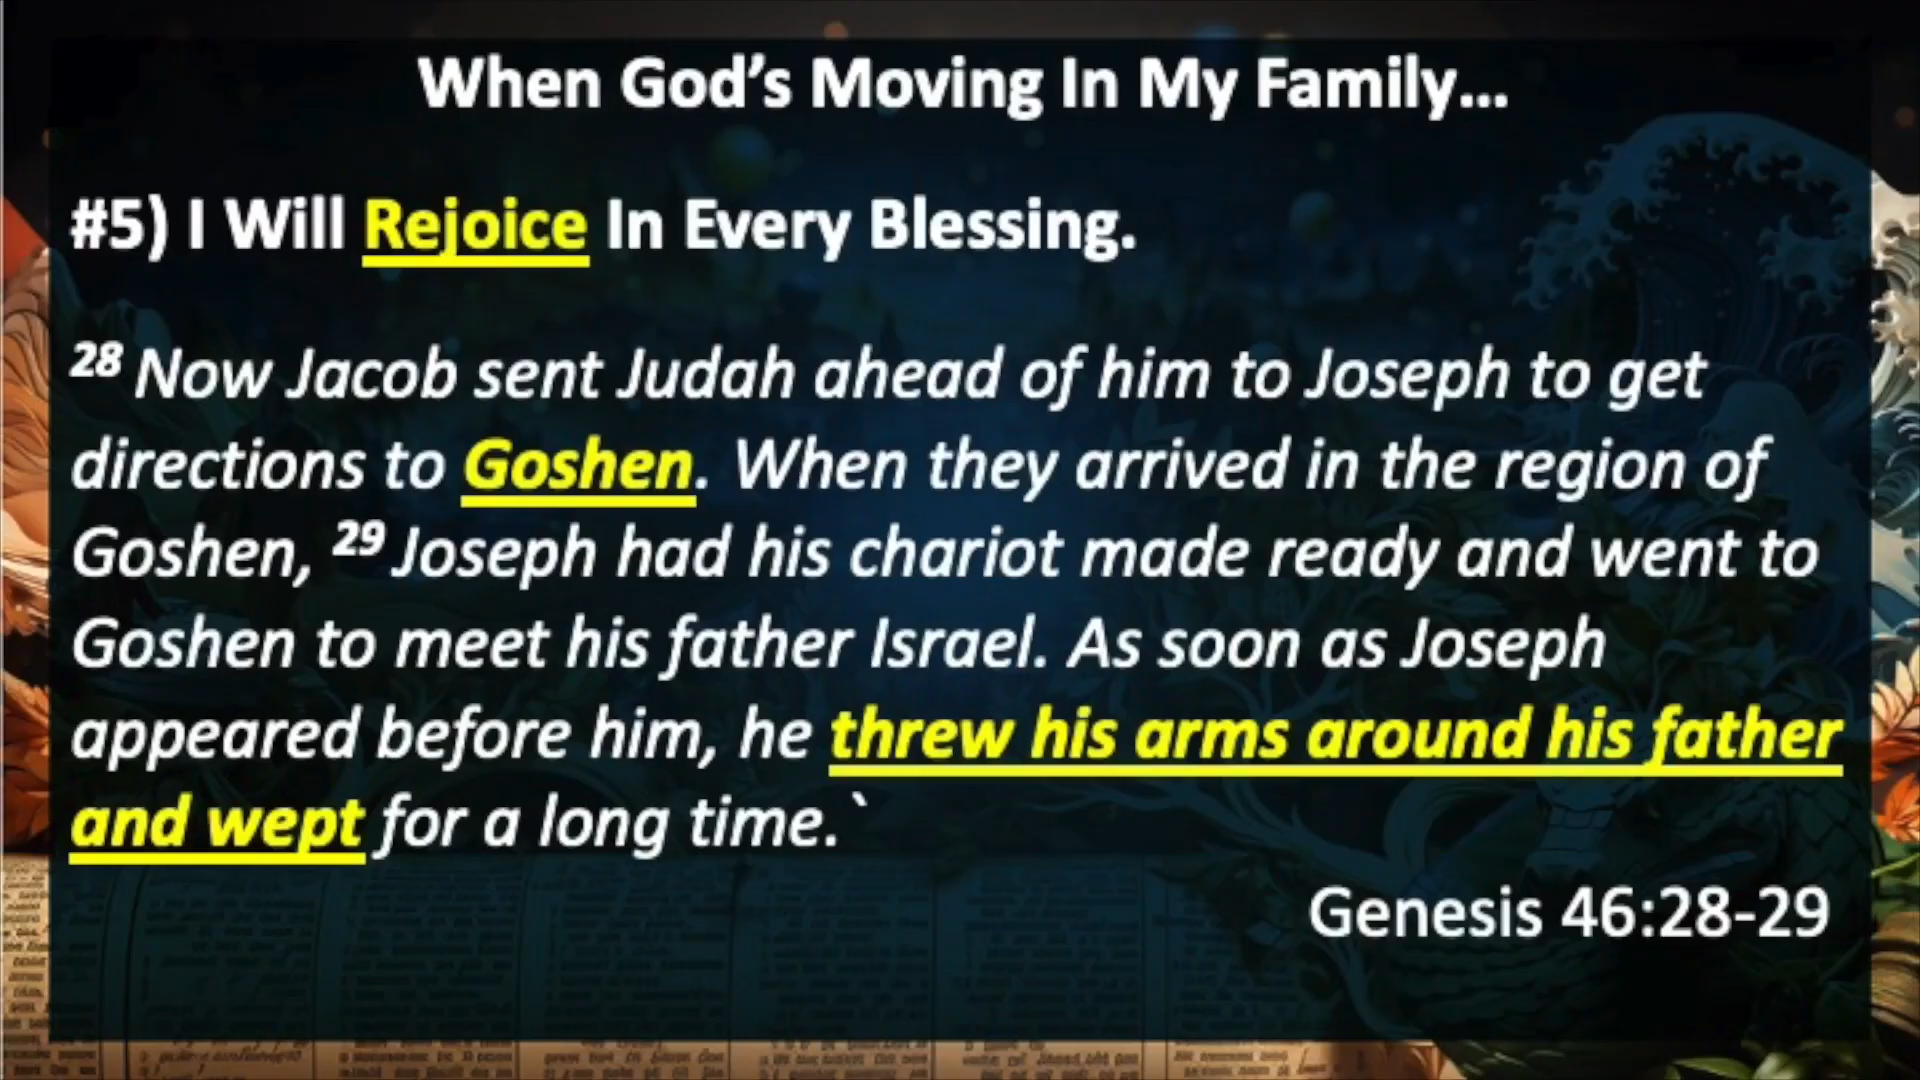 When God’s Moving In My Family...
#5) I Will Rejoice In Every Blessing.
28 Now Jacob sent Judah ahead of him to Joseph to get
directions to Goshen. When they arrived in the region of
Goshen, 29 Joseph had his chariot made ready and went to
Goshen to meet his father Israel. As soon as Joseph
appeared before him, he threw his arms around his father
and wept for a long time.`
Genesis 46:28-29